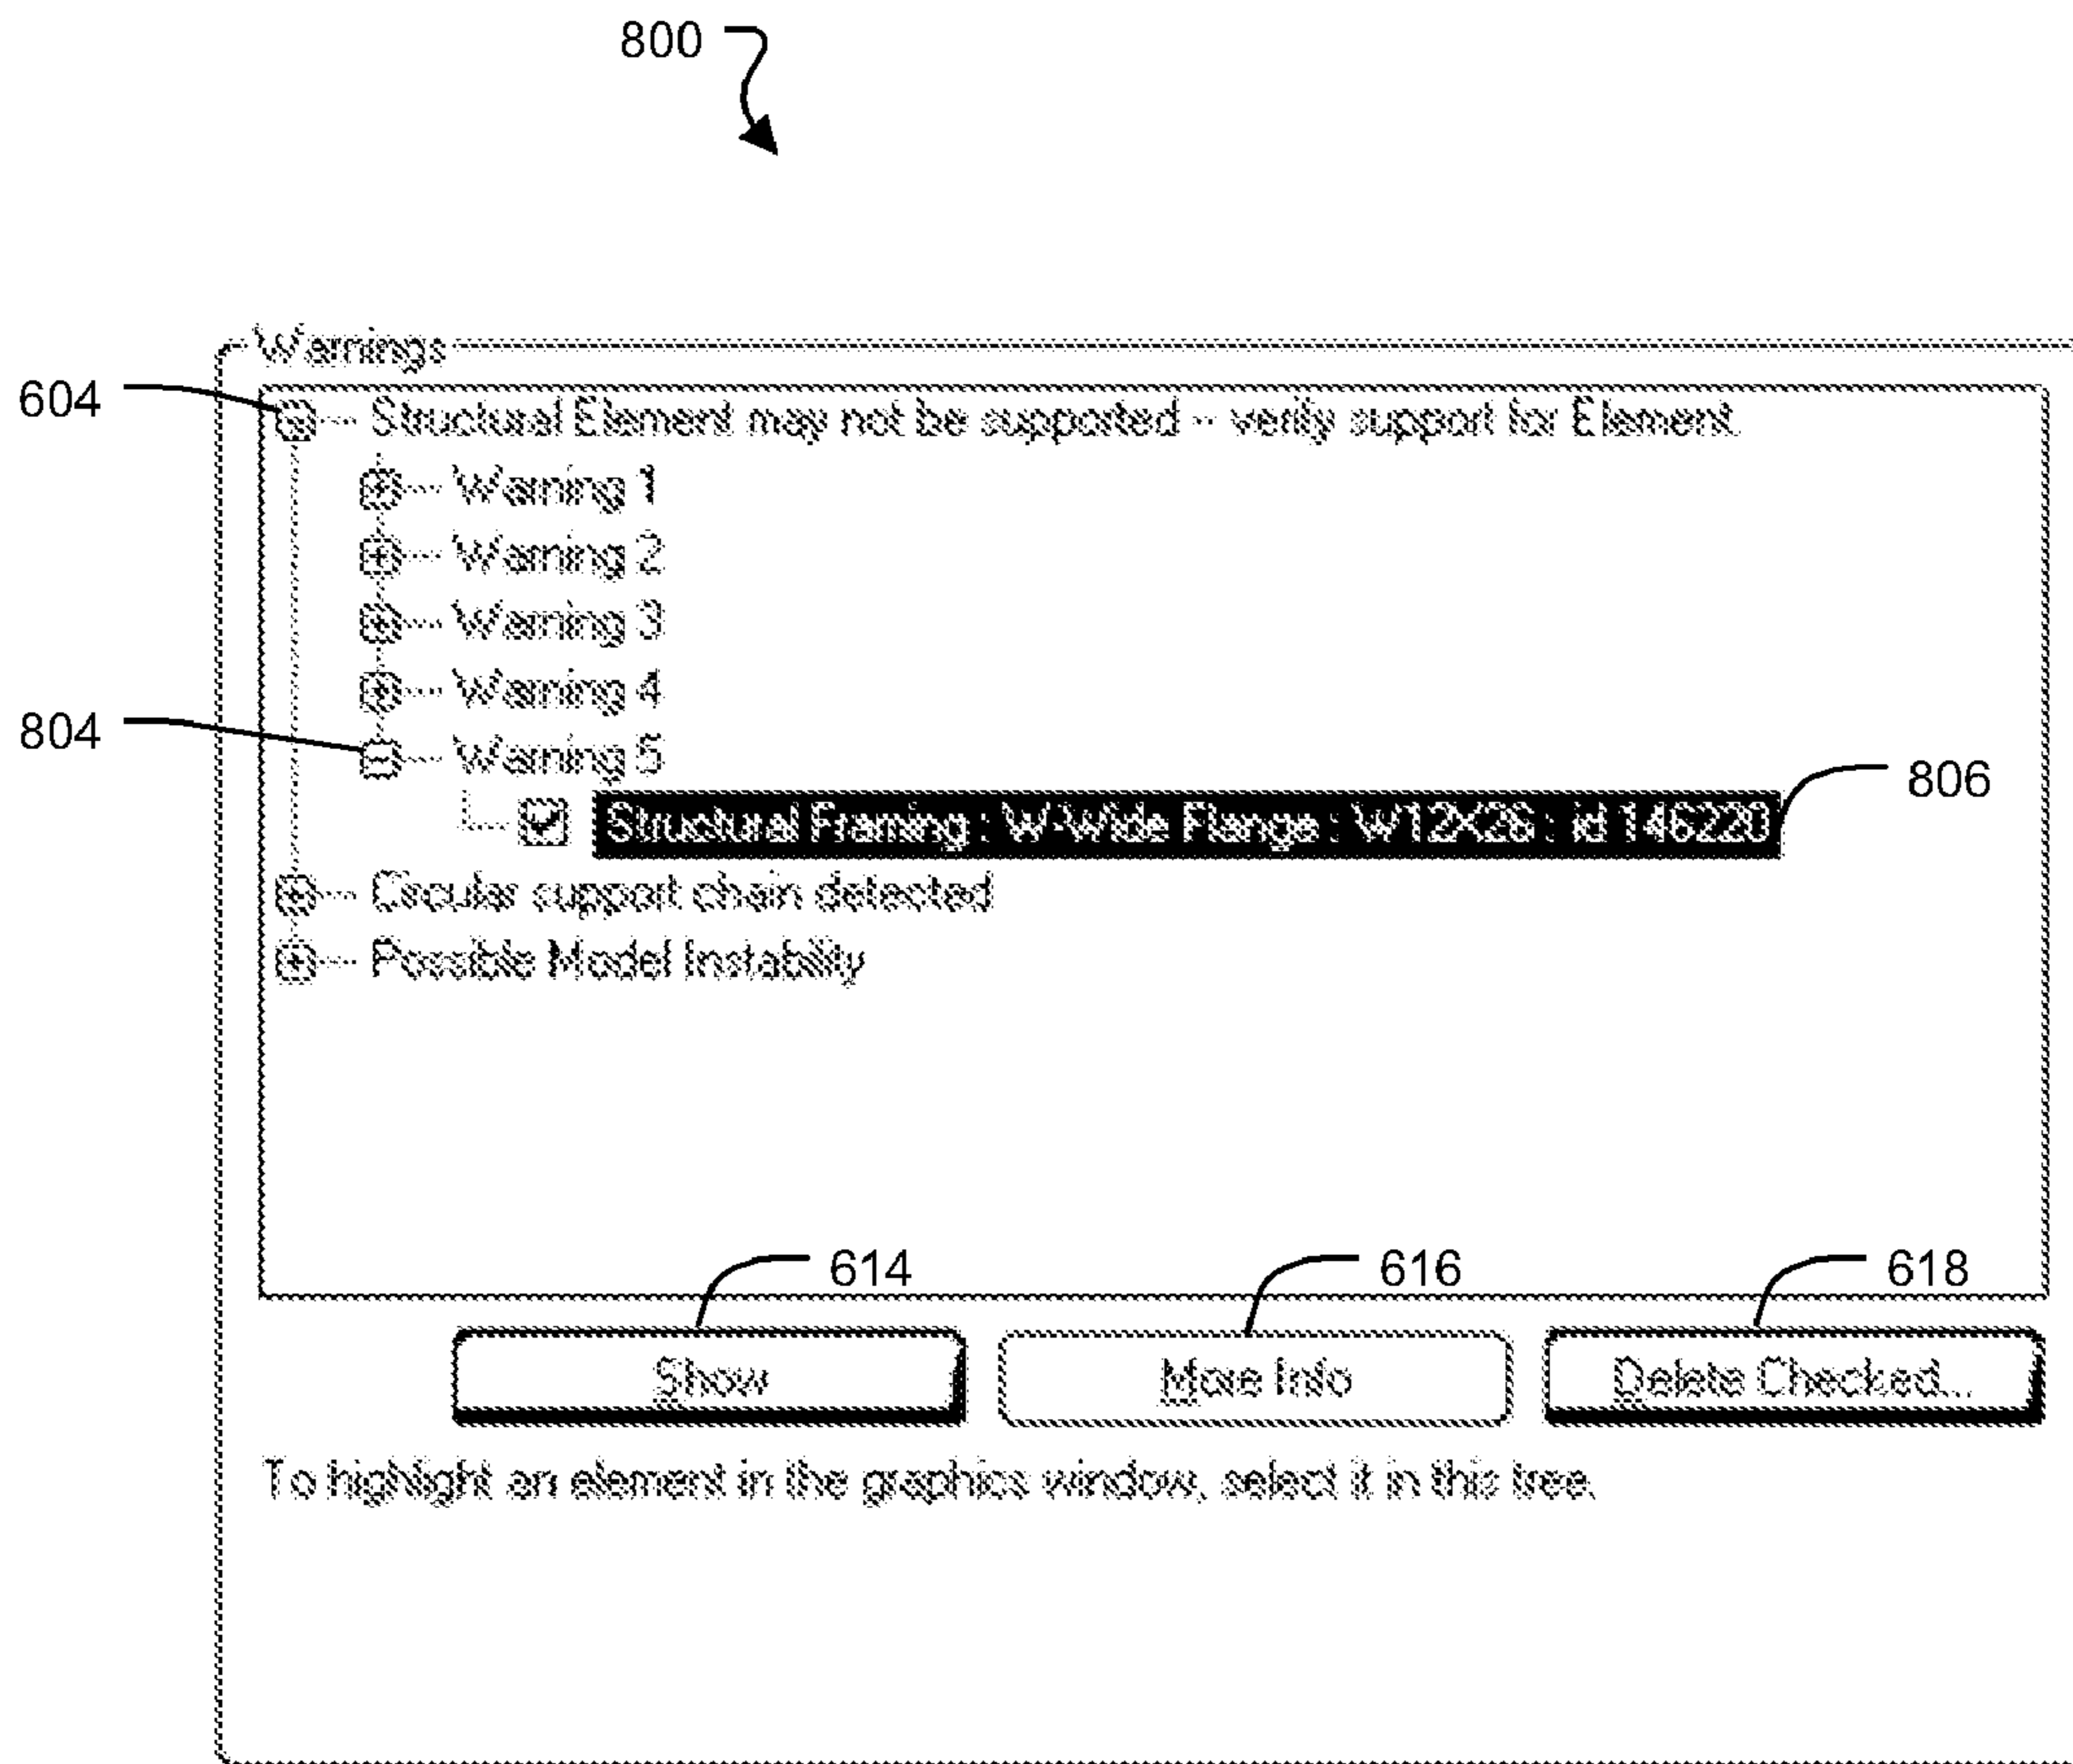 800
Warnings
604
Structural Element may not be supported - verify support for Element.
Warning 1
Warning 2
Warning 3
Warning 4
804
Warning 5
806
Structural Framing : W-Wide Flange : W12X26 : id 146220
Circular support chain detected
Possible Model Instability
614
616
618
Show
More Info
Delete Checked...
To highlight an element in the graphics window, select it in this tree.